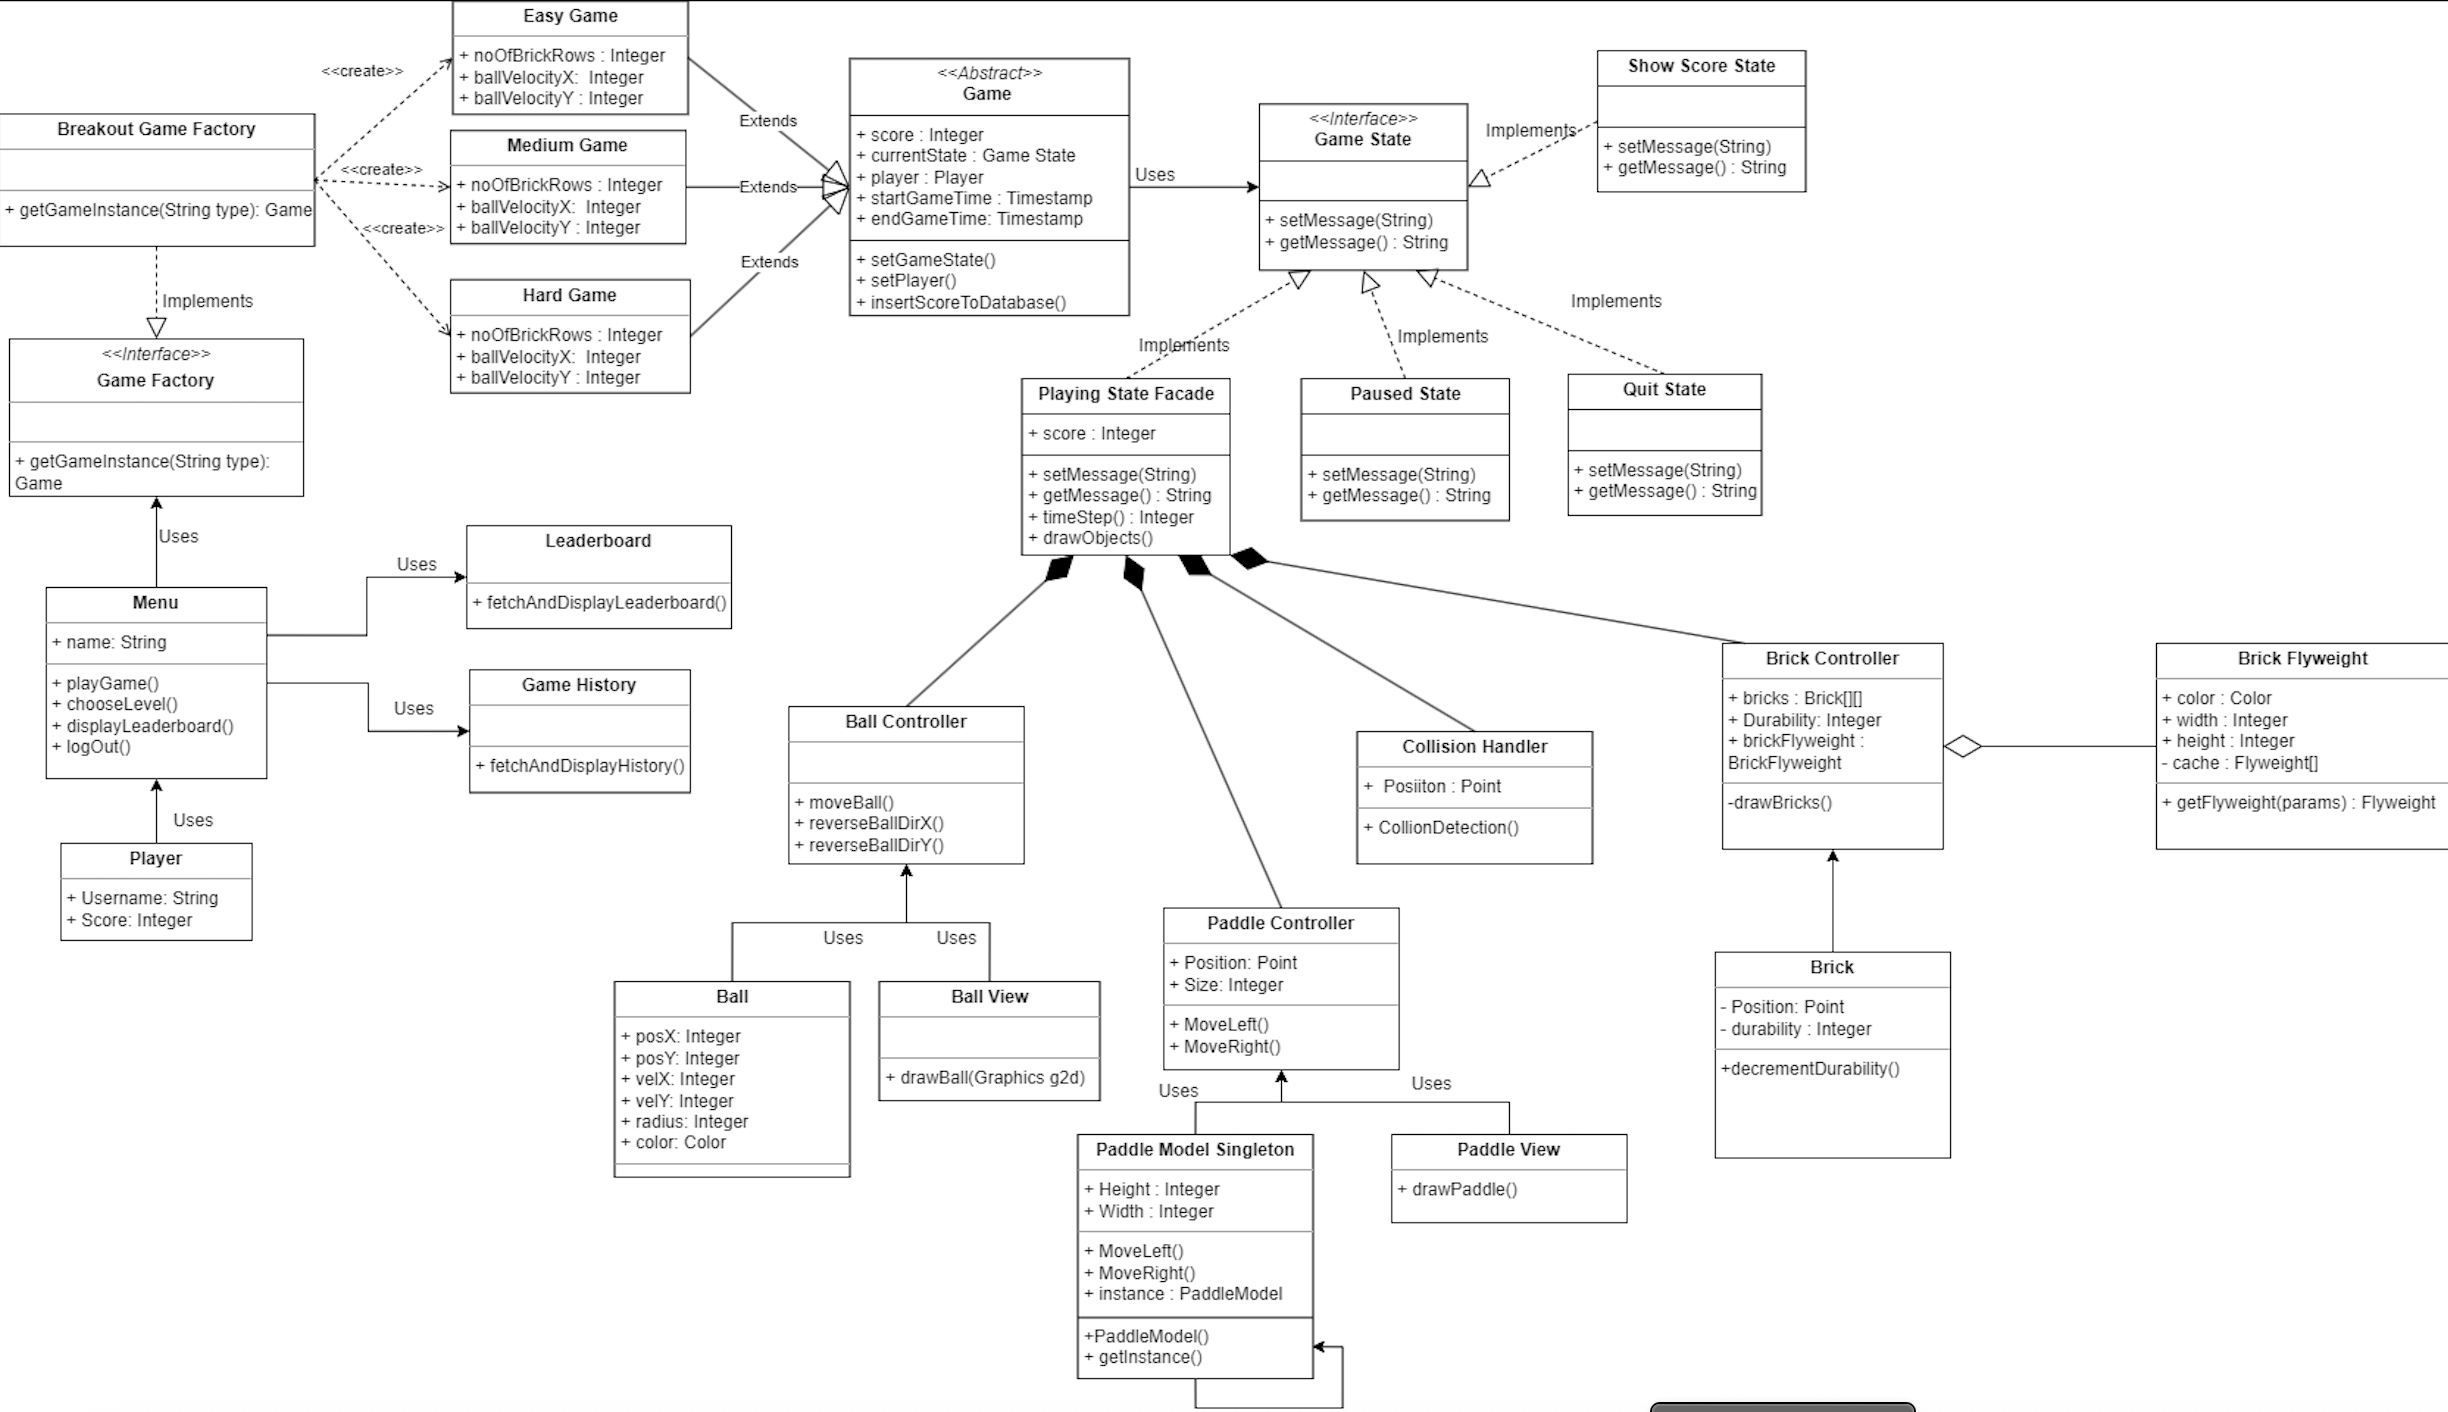 Easy Game
+ noOfBrickRows : Integer
+ ballVelocityX:  Integer
+ ballVelocityY : Integer
<<create>>
<<create>>
<<create>>
Breakout Game Factory
+ getGameInstance(String type): Game
Medium Game
+ noOfBrickRows : Integer
+ ballVelocityX:  Integer
+ ballVelocityY : Integer
Hard Game
+ noOfBrickRows : Integer
+ ballVelocityX:  Integer
+ ballVelocityY : Integer
Extends
Extends
Extends
<<Abstract>>
Game
+ score : Integer
+ currentState : Game State
+ player : Player
+ startGameTime : Timestamp
+ endGameTime: Timestamp
+ setGameState()
+ setPlayer()
+ insertScoreToDatabase()
Uses
<<Interface>>
Game State
+ setMessage(String)
+ getMessage() : String
Implements
Show Score State
+ setMessage(String)
+ getMessage() : String
Implements
<<Interface>>
Game Factory
+ getGameInstance(String type):
Game
Implements
Implements
Implements
Playing State Facade
+ score : Integer
+ setMessage(String)
+ getMessage() : String
+ timeStep() : Integer
+ drawObjects()
Paused State
+ setMessage(String)
+ getMessage() : String
Quit State
+ setMessage(String)
+ getMessage() : String
Uses
Menu
+ name: String
+ playGame()
+ chooseLevel()
+ displayLeaderboard()
+ logOut()
Uses
Leaderboard
+ fetchAndDisplayLeaderboard()
Uses
Game History
+ fetchAndDisplayHistory()
Uses
Player
+ Username: String
+ Score: Integer
Ball Controller
+ moveBall()
+ reverseBallDirX()
+ reverseBallDirY()
Collision Handler
+  Posiiton : Point
+ CollionDetection()
Brick Controller
+ bricks : Brick[][]
+ Durability: Integer
+ brickFlyweight :
BrickFlyweight
-drawBricks()
Brick Flyweight
+ color : Color
+ width : Integer
+ height : Integer
- cache : Flyweight[]
+ getFlyweight(params) : Flyweight
Uses
Uses
Ball
+ posX: Integer
+ posY: Integer
+ velX: Integer
+ velY: Integer
+ radius: Integer
+ color: Color
Ball View
+ drawBall(Graphics g2d)
Paddle Controller
+ Position: Point
+ Size: Integer
+ MoveLeft()
+ MoveRight()
Brick
- Position: Point
- durability : Integer
+decrementDurability()
Uses
Uses
Paddle Model Singleton
+ Height : Integer
+ Width : Integer
+ MoveLeft()
+ MoveRight()
+ instance : PaddleModel
+PaddleModel()
+ getInstance()
Paddle View
+ drawPaddle()